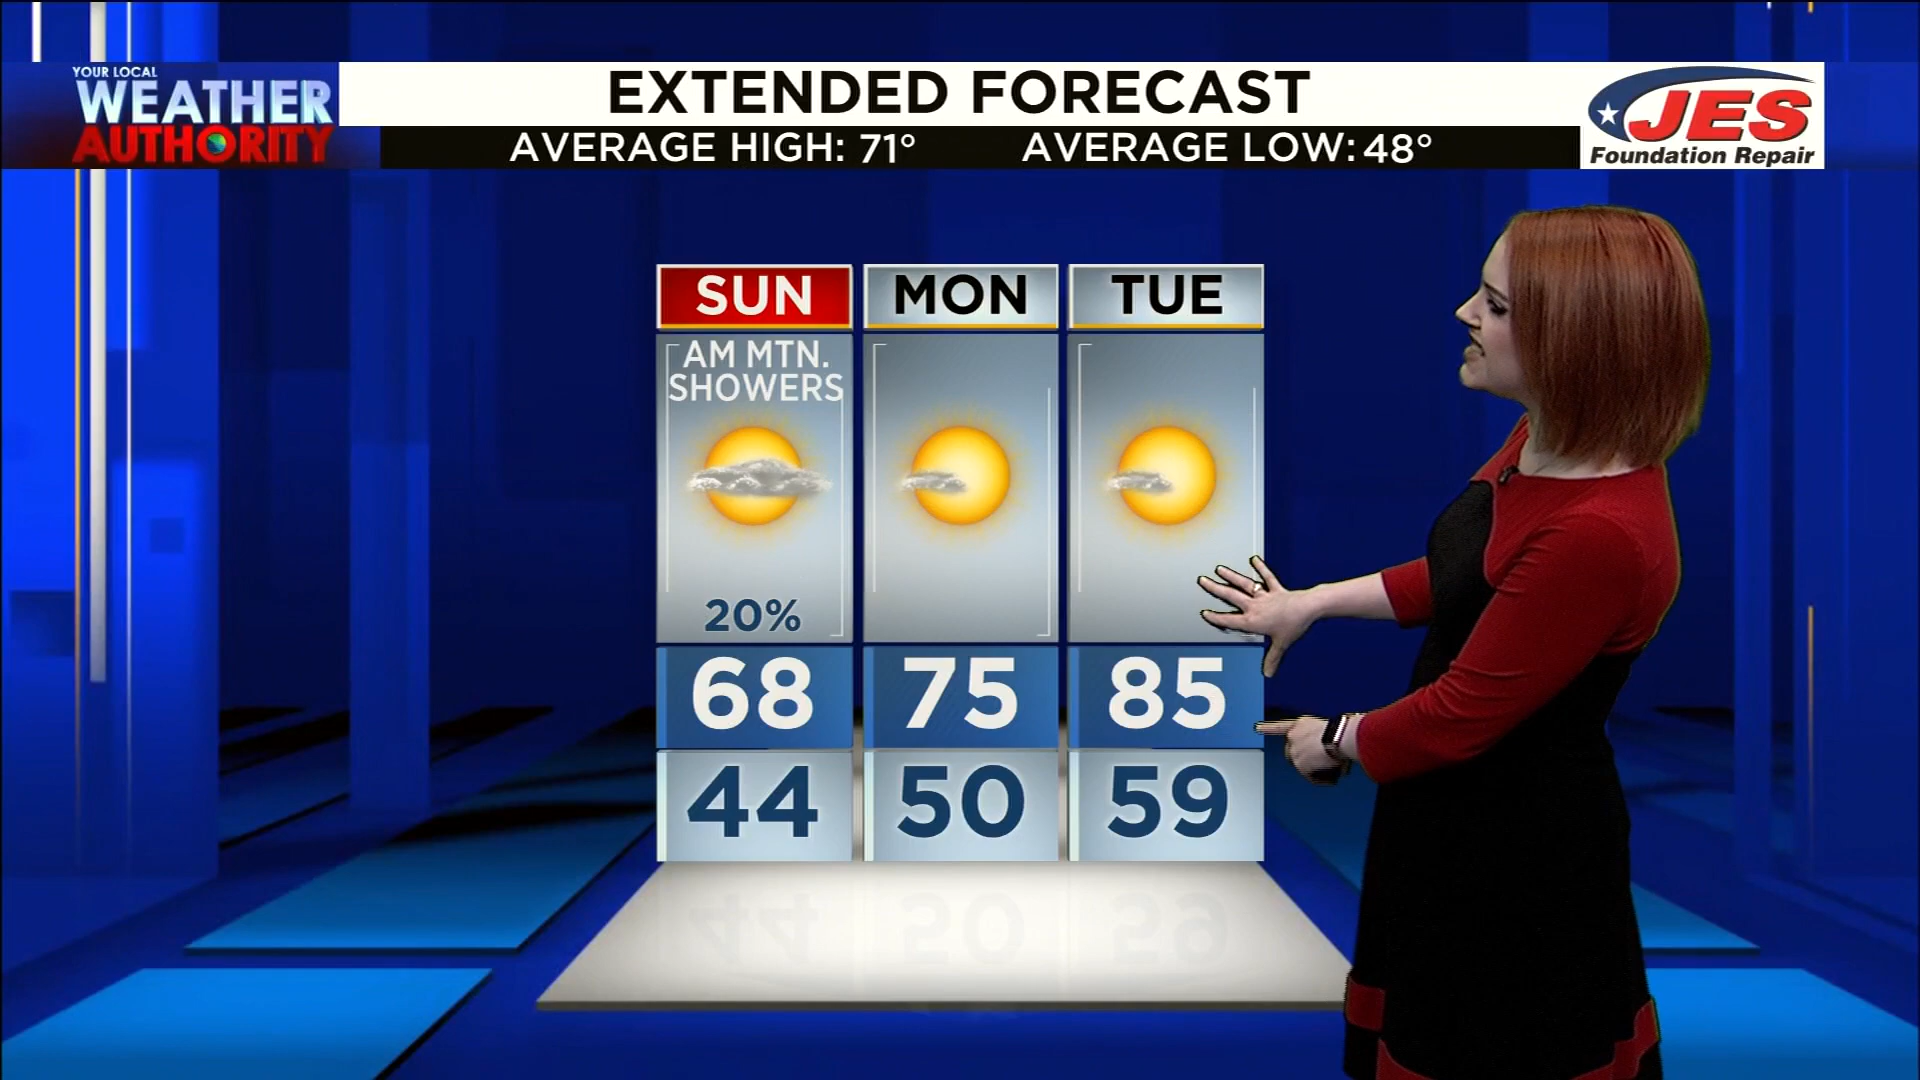 YOUR LOCAL
WEATHER
AUTHORITY
EXTENDED FORECAST
AVERAGE HIGH: 71° AVERAGE LOW: 48°
JES
Foundation Repair
SUN MON TUE
AM MTN.
SHOWERS
20%
68 75 85
44 50 59